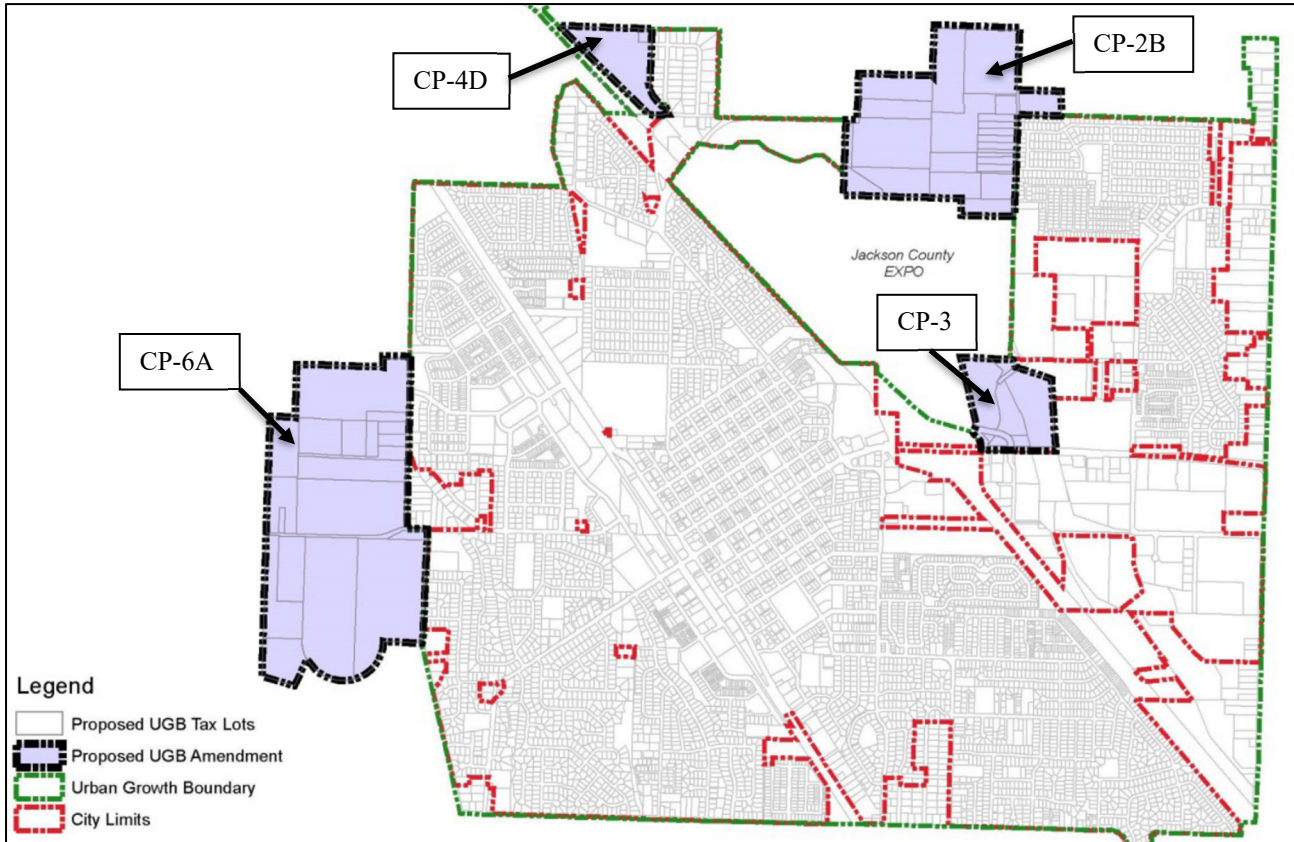 CP-4D
CP-2B
Jackson County
EXPO
CP-3
CP-6A
Legend
Proposed UGB Tax Lots
Proposed UGB Amendment
Urban Growth Boundary
City Limits